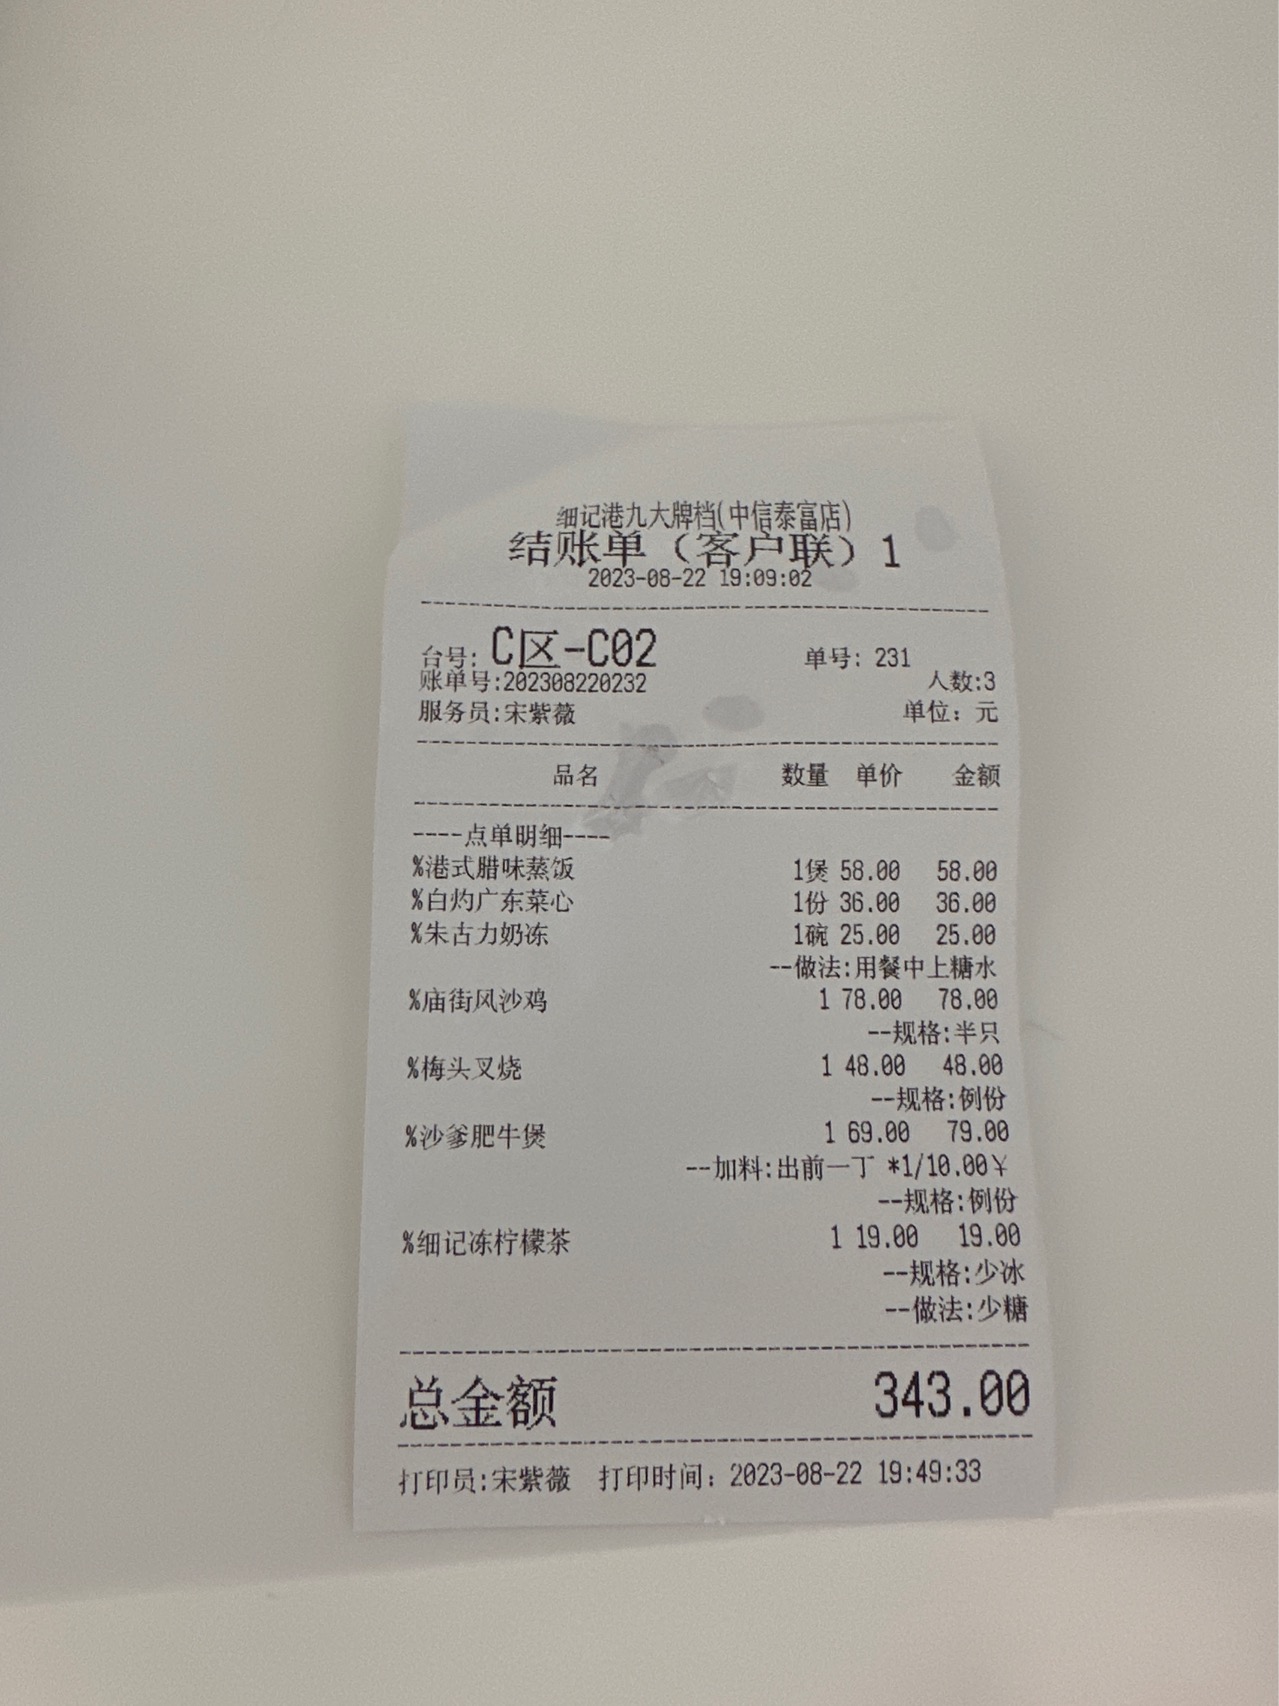 细记港九大牌档(中信泰富店)
结账单（客户联）1
2023-08-22 19:09:02
台号: C区-C02 单号: 231
账单号:202308220232 人数:3
服务员:宋紫薇 单位: 元
品名 数量 单价 金额
----点单明细----
%港式腊味蒸饭 1煲 58.00 58.00
%白灼广东菜心 1份 36.00 36.00
%朱古力奶冻 1碗 25.00 25.00
--做法:用餐中上糖水
%庙街风沙鸡 1 78.00 78.00
--规格:半只
%梅头叉烧 1 48.00 48.00
--规格:例份
%沙爹肥牛煲 1 69.00 79.00
--加料:出前一丁 *1/10.00¥
--规格:例份
%细记冻柠檬茶 1 19.00 19.00
--规格:少冰
--做法:少糖
总金额 343.00
打印员:宋紫薇 打印时间: 2023-08-22 19:49:33